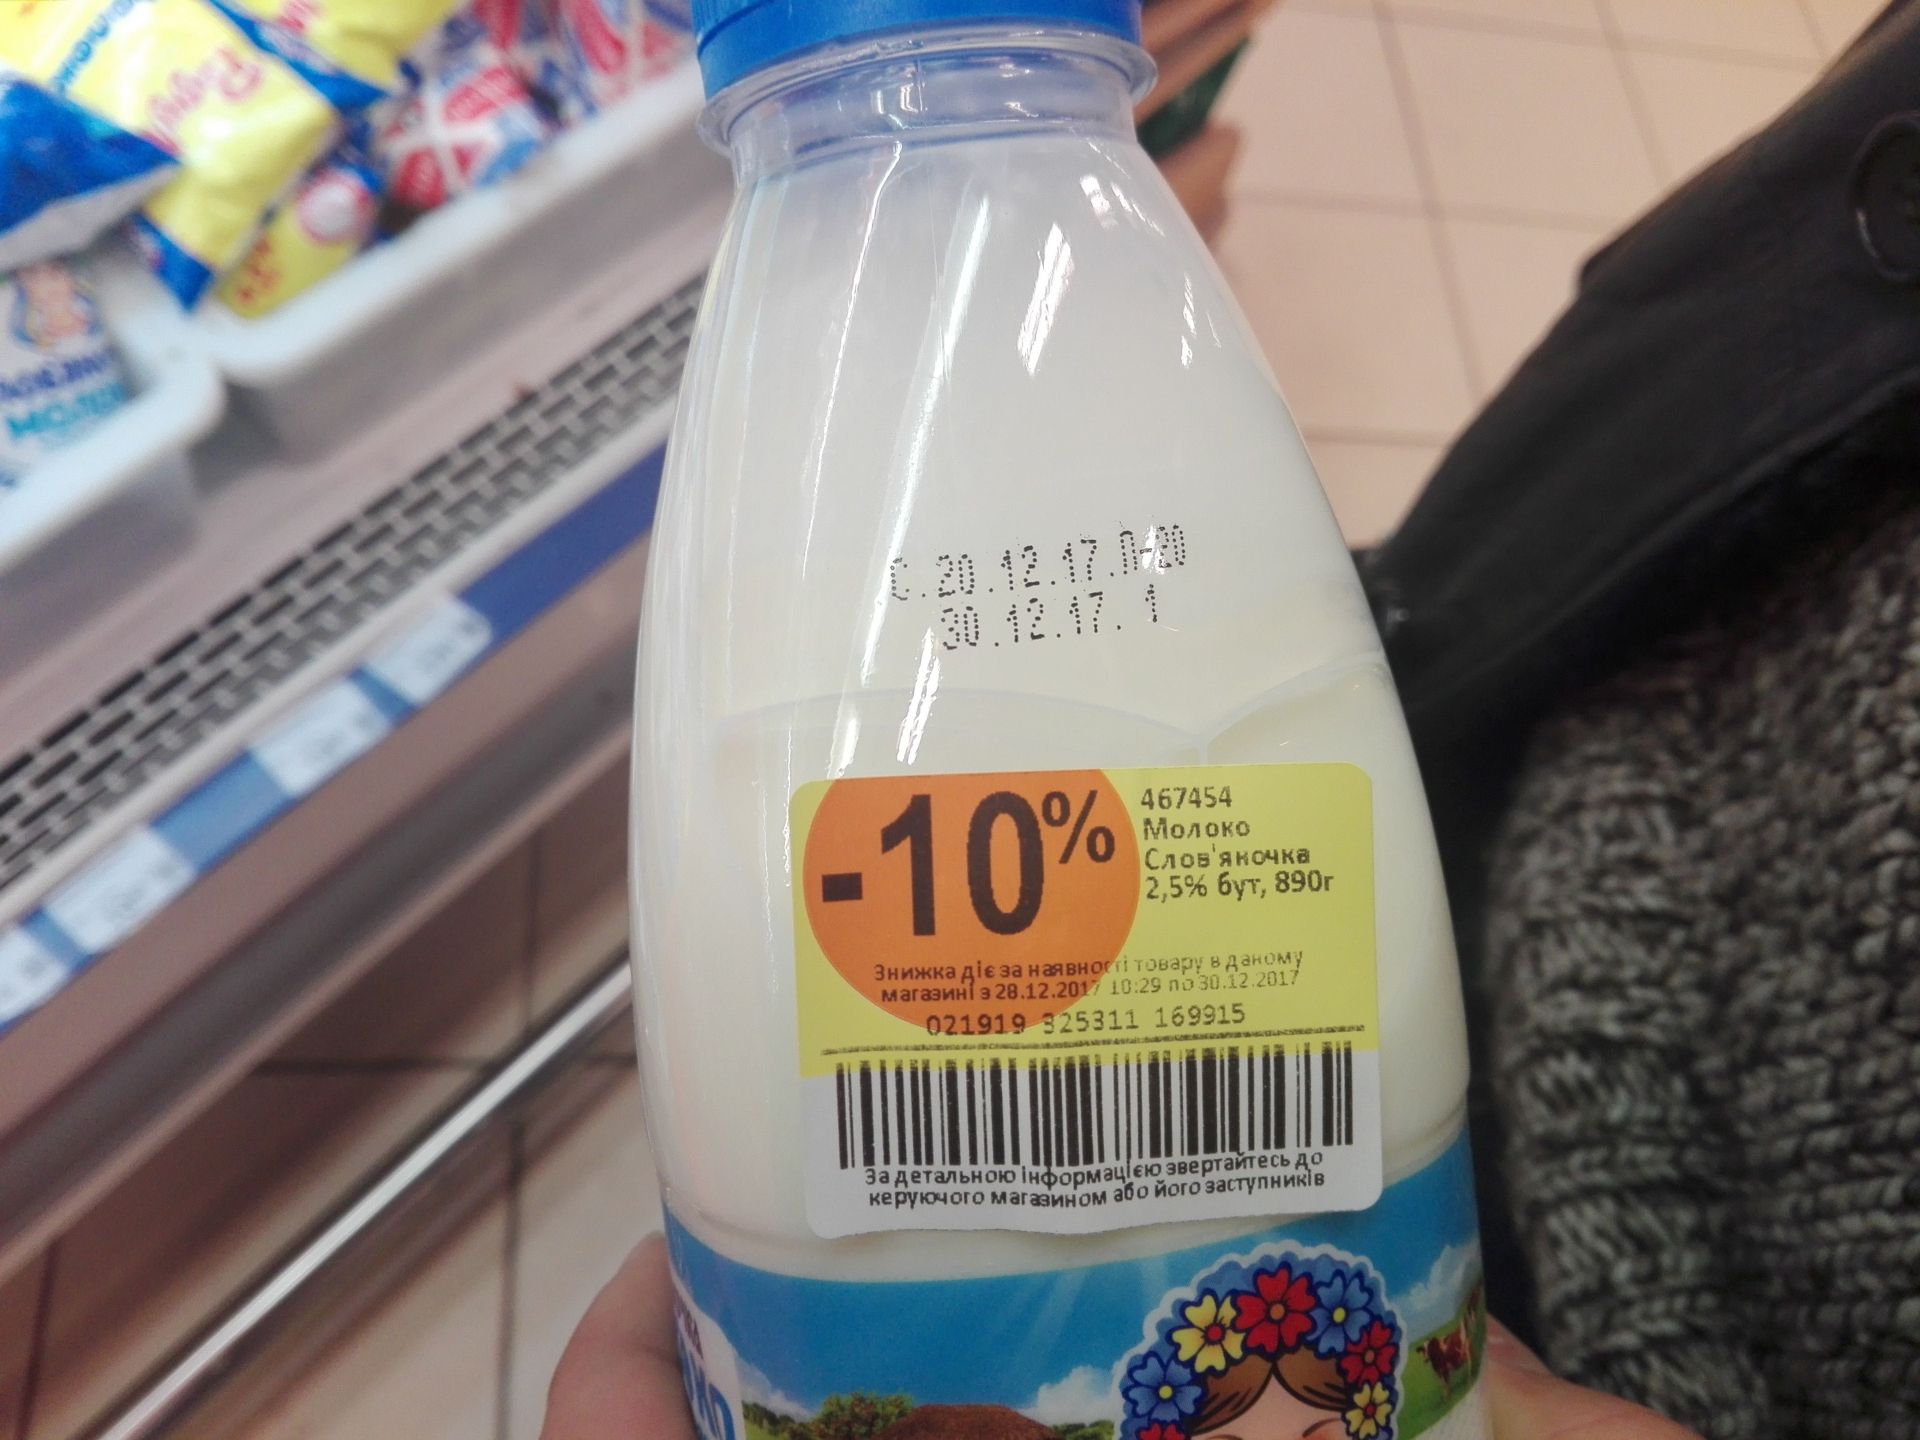 С.20.12.17.П-20
30.12.17. 1
-10%
467454
Молоко
Слов'яночка
2,5% бут, 890г
Знижка діє за наявності товару в даному
магазині з 28.12.2017 10:29 по 30.12.2017
021919 325311 169915
За детальною інформацією звертайтесь до
керуючого магазином або його заступників